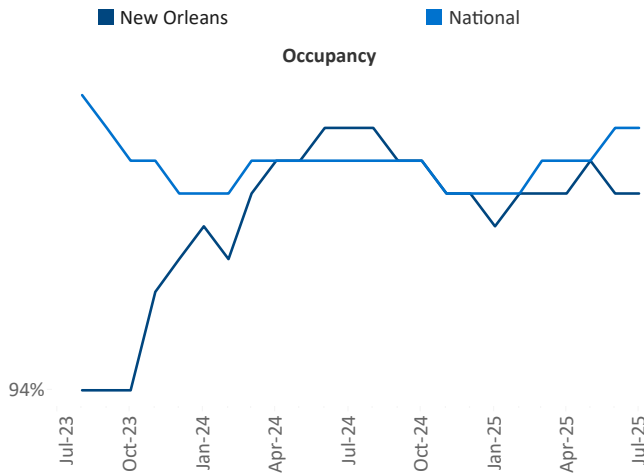 New Orleans National
Occupancy
94%
Jul-23 Oct-23 Jan-24 Apr-24 Jul-24 Oct-24 Jan-25 Apr-25 Jul-25